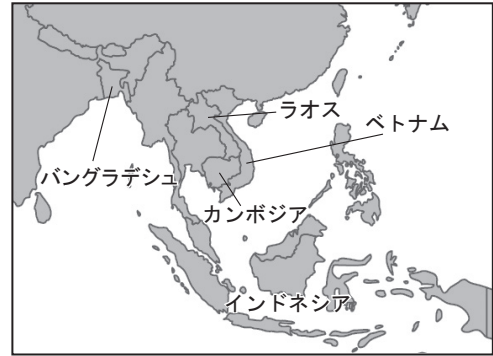 ラオス
ベトナム
バングラデシュ
カンボジア
インドネシア